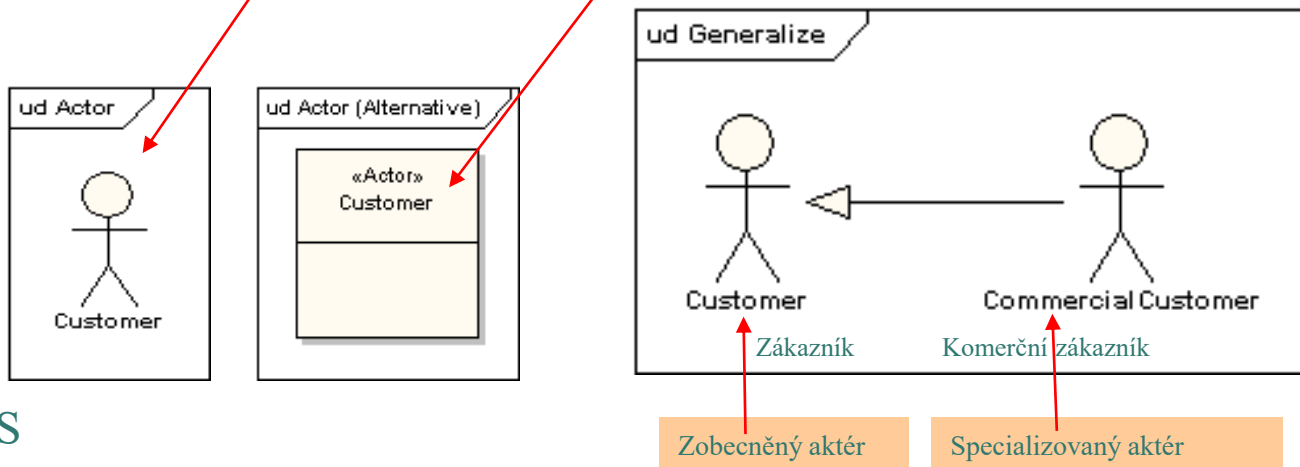 ud Actor
Customer
ud Actor (Alternative)
«Actor»
Customer
ud Generalize
Customer
Commercial Customer
Zákazník
Komerční zákazník
Zobecněný aktér
Specializovaný aktér
s